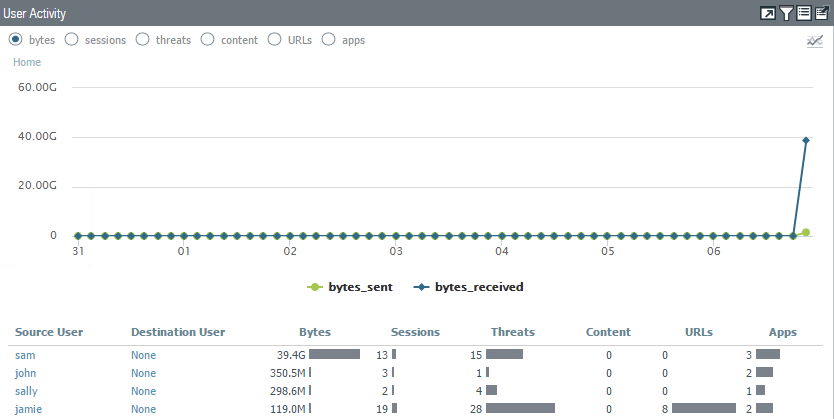 User Activity
bytes sessions threats content URLs apps
Home
60.00G
40.00G
20.00G
0
31 01 02 03 04 05 06
bytes_sent bytes_received
Source User Destination User Bytes Sessions Threats Content URLs Apps
sam None 39.4G 13 15 0 0 3
john None 350.5M 3 1 0 0 2
sally None 298.6M 2 4 0 0 1
jamie None 119.0M 19 28 0 8 2